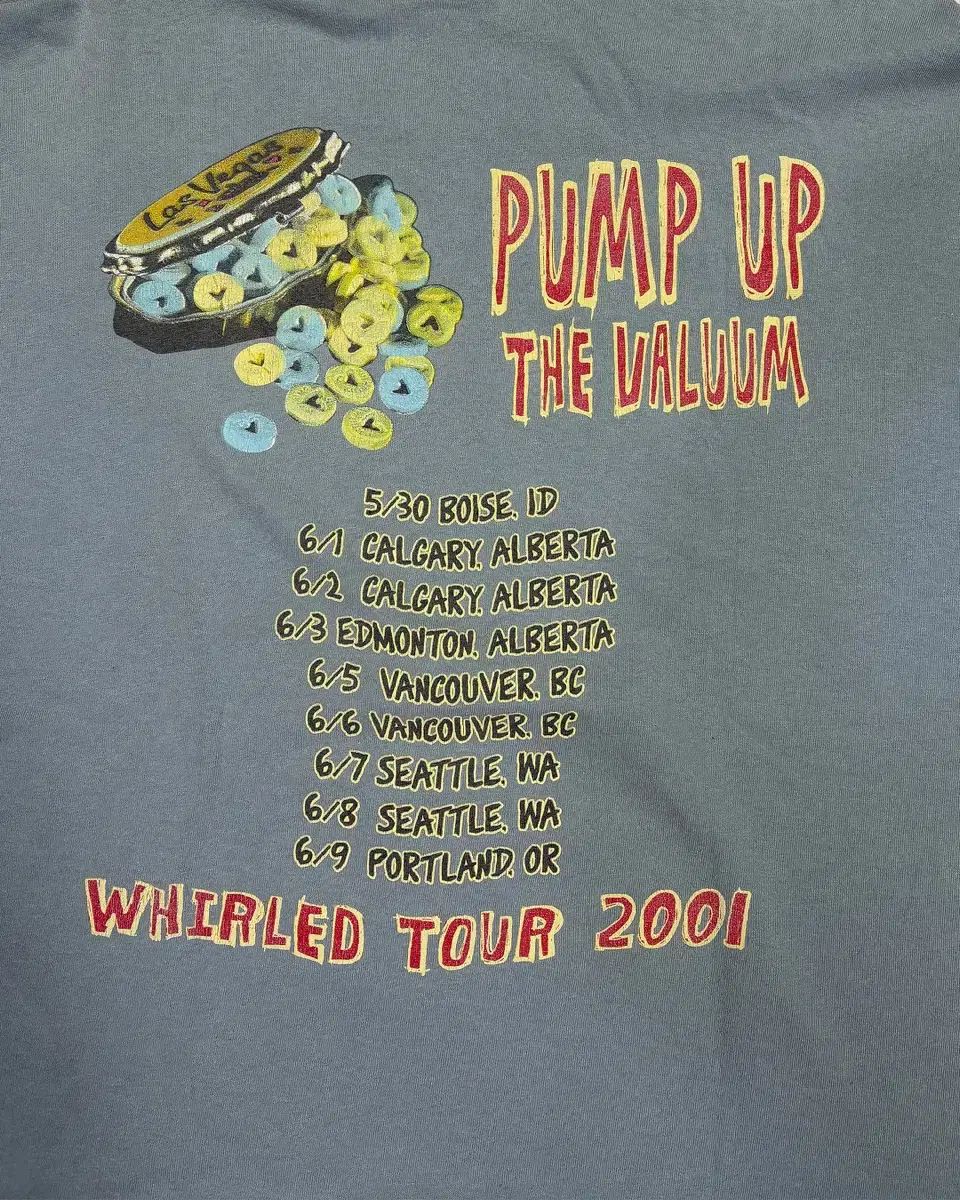 Las Vegas
PUMP UP
THE VALUUM
5/30 BOISE, ID
6/1 CALGARY, ALBERTA
6/2 CALGARY, ALBERTA
6/3 EDMONTON, ALBERTA
6/5 VANCOUVER, BC
6/6 VANCOUVER, BC
6/7 SEATTLE, WA
6/8 SEATTLE, WA
6/9 PORTLAND, OR
WHIRLED TOUR 2001